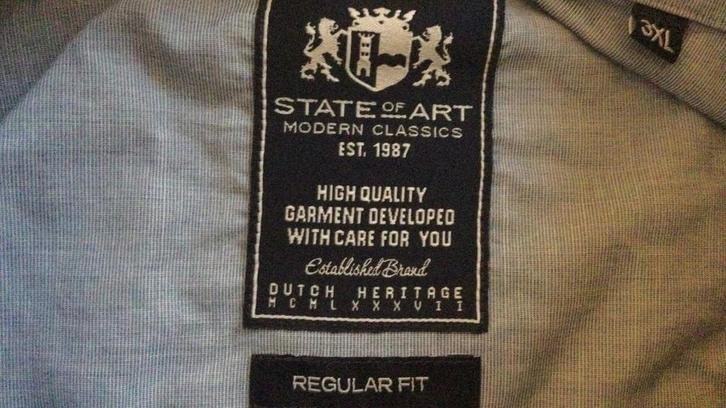 3XL
STATE OF ART
MODERN CLASSICS
EST. 1987
HIGH QUALITY
GARMENT DEVELOPED
WITH CARE FOR YOU
Established Brand
DUTCH HERITAGE
MCMLXXXVII
REGULAR FIT